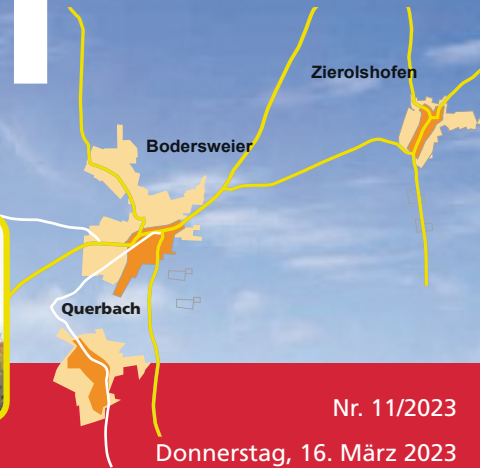 Zierolshofen
Bodersweier
Querbach
Nr. 11/2023
Donnerstag, 16. März 2023